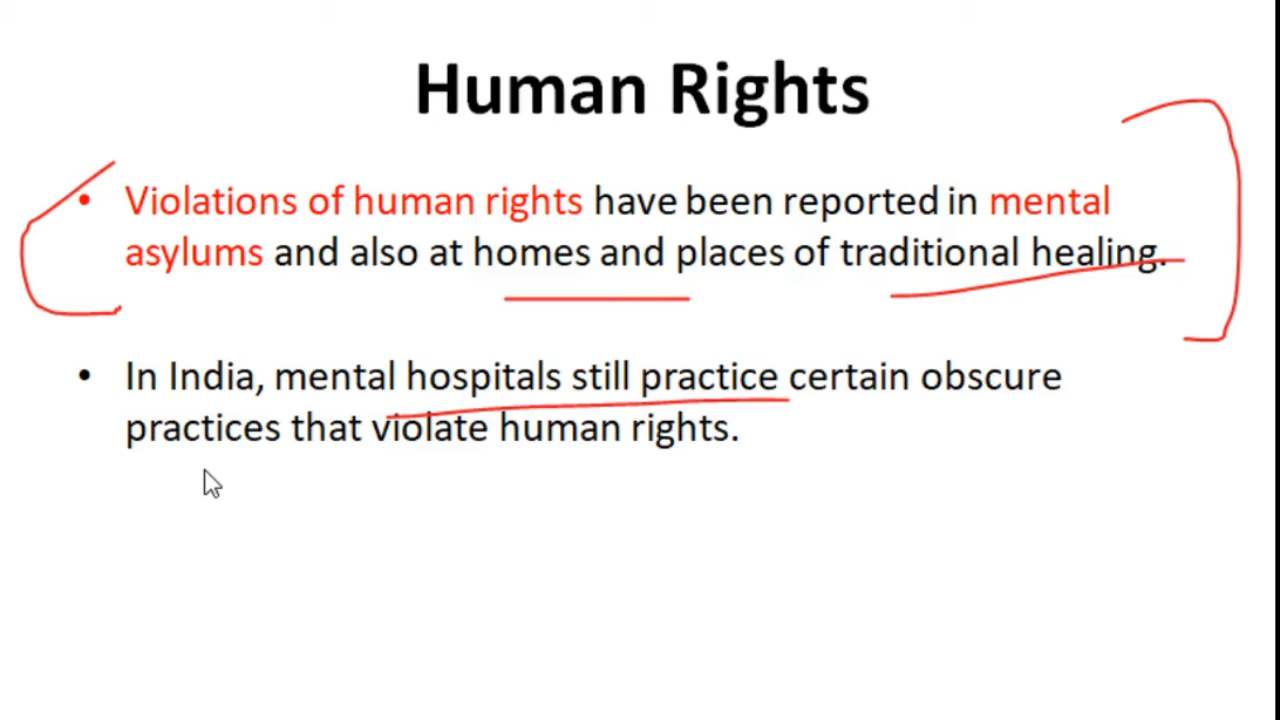 Human Rights
• Violations of human rights have been reported in mental
asylums and also at homes and places of traditional healing.
• In India, mental hospitals still practice certain obscure
practices that violate human rights.